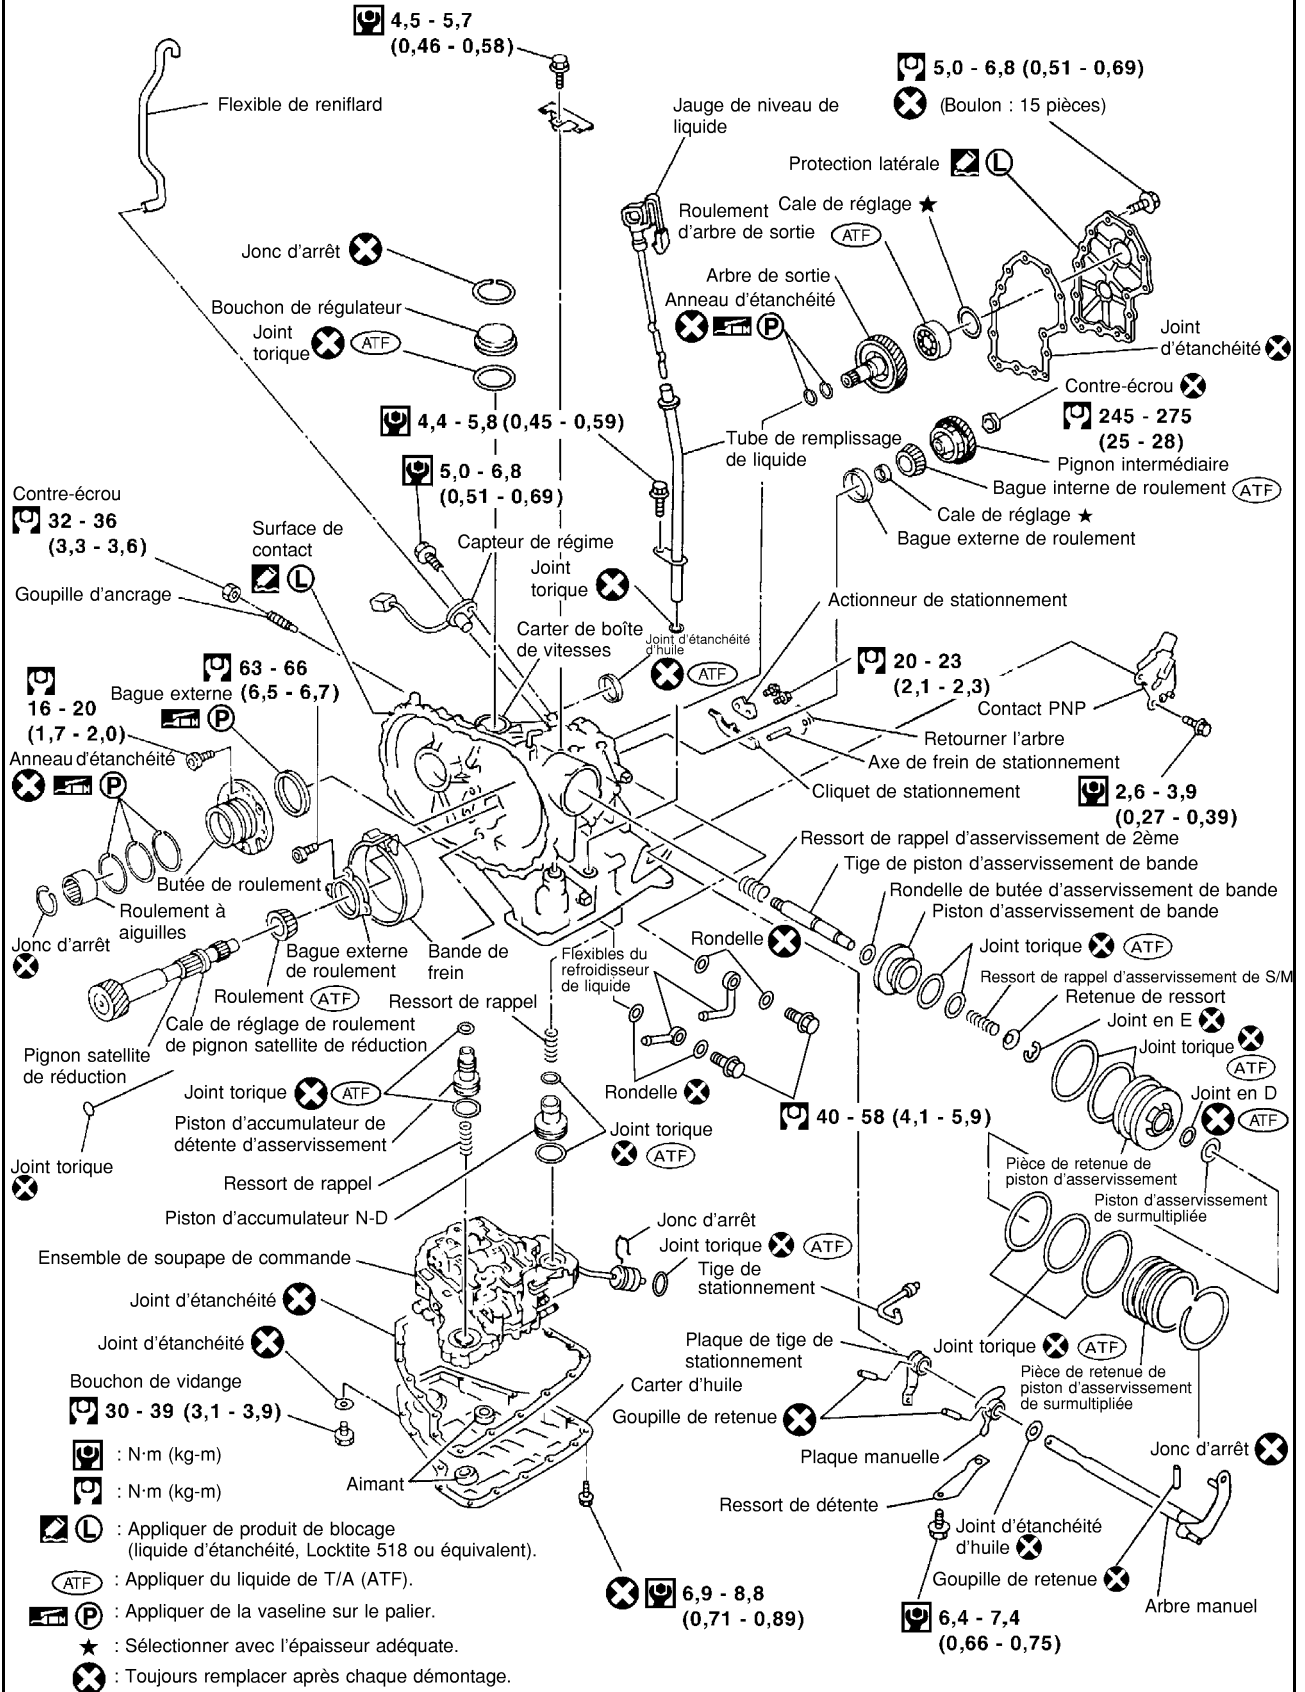 4,5 - 5,7
(0,46 - 0,58)
Flexible de reniflard
5,0 - 6,8 (0,51 - 0,69)
(Boulon : 15 pièces)
Jauge de niveau de
liquide
Protection latérale L
Roulement
d'arbre de sortie
Cale de réglage ★
ATF
Jonc d'arrêt
Arbre de sortie
Anneau d'étanchéité
P
Bouchon de régulateur
Joint
torique ATF
Joint
d'étanchéité
Contre-écrou
245 - 275
(25 - 28)
4,4 - 5,8 (0,45 - 0,59)
Tube de remplissage
de liquide
Pignon intermédiaire
5,0 - 6,8
(0,51 - 0,69)
Bague interne de roulement ATF
Cale de réglage ★
Bague externe de roulement
Contre-écrou
32 - 36
(3,3 - 3,6)
Surface de
contact
L
Capteur de régime
Joint
torique
Goupille d'ancrage
Actionneur de stationnement
Carter de boîte
de vitesses
Joint d'étanchéité
d'huile
ATF
20 - 23
(2,1 - 2,3)
63 - 66
(6,5 - 6,7)
16 - 20
(1,7 - 2,0)
Bague externe
P
Contact PNP
Retourner l'arbre
Axe de frein de stationnement
Cliquet de stationnement
Anneau d'étanchéité
P
2,6 - 3,9
(0,27 - 0,39)
Ressort de rappel d'asservissement de 2ème
Tige de piston d'asservissement de bande
Rondelle de butée d'asservissement de bande
Piston d'asservissement de bande
Butée de roulement
Roulement à
aiguilles
Jonc d'arrêt
Bague externe
de roulement
Bande de
frein
Rondelle
Flexibles du
refroidisseur
de liquide
Joint torique ATF
Ressort de rappel d'asservissement de S/M
Retenue de ressort
Joint en E
Joint torique
ATF
Joint en D
ATF
Roulement ATF
Ressort de rappel
Cale de réglage de roulement
de pignon satellite de réduction
Pignon satellite
de réduction
Joint torique ATF
Rondelle
40 - 58 (4,1 - 5,9)
Piston d'accumulateur de
détente d'asservissement
Joint torique
ATF
Joint torique
Pièce de retenue de
piston d'asservissement
Ressort de rappel
Piston d'asservissement
de surmultipliée
Piston d'accumulateur N-D
Jonc d'arrêt
Joint torique ATF
Ensemble de soupape de commande
Tige de
stationnement
Joint d'étanchéité
Joint d'étanchéité
Plaque de tige de
stationnement
Joint torique ATF
Pièce de retenue de
piston d'asservissement
de surmultipliée
Bouchon de vidange
30 - 39 (3,1 - 3,9)
Carter d'huile
Goupille de retenue
Plaque manuelle
Jonc d'arrêt
Aimant
Ressort de détente
Joint d'étanchéité
d'huile
Goupille de retenue
Arbre manuel
6,9 - 8,8
(0,71 - 0,89)
6,4 - 7,4
(0,66 - 0,75)
: N·m (kg-m)
: N·m (kg-m)
L : Appliquer de produit de blocage
(liquide d'étanchéité, Locktite 518 ou équivalent).
ATF : Appliquer du liquide de T/A (ATF).
P : Appliquer de la vaseline sur le palier.
★ : Sélectionner avec l'épaisseur adéquate.
: Toujours remplacer après chaque démontage.